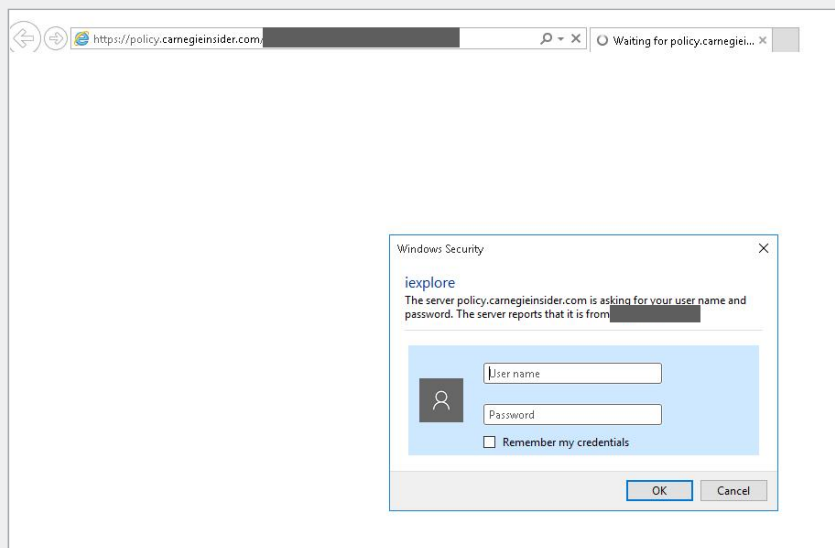 https://policy.carnegieinsider.com/
Waiting for policy.carnegiei...
Windows Security
iexplore
The server policy.carnegieinsider.com is asking for your user name and
password. The server reports that it is from
User name
Password
Remember my credentials
OK
Cancel